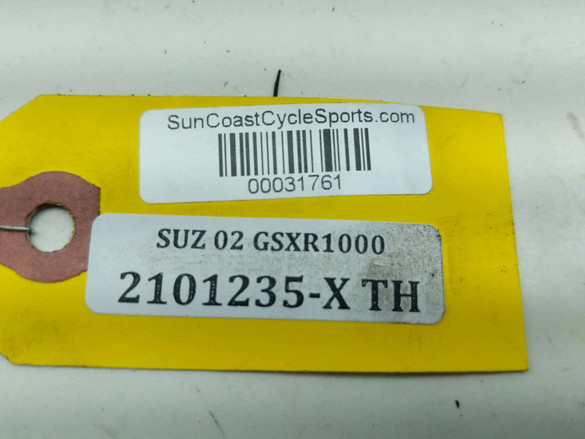 SunCoastCycleSports.com
00031761
SUZ 02 GSXR1000
2101235-X TH